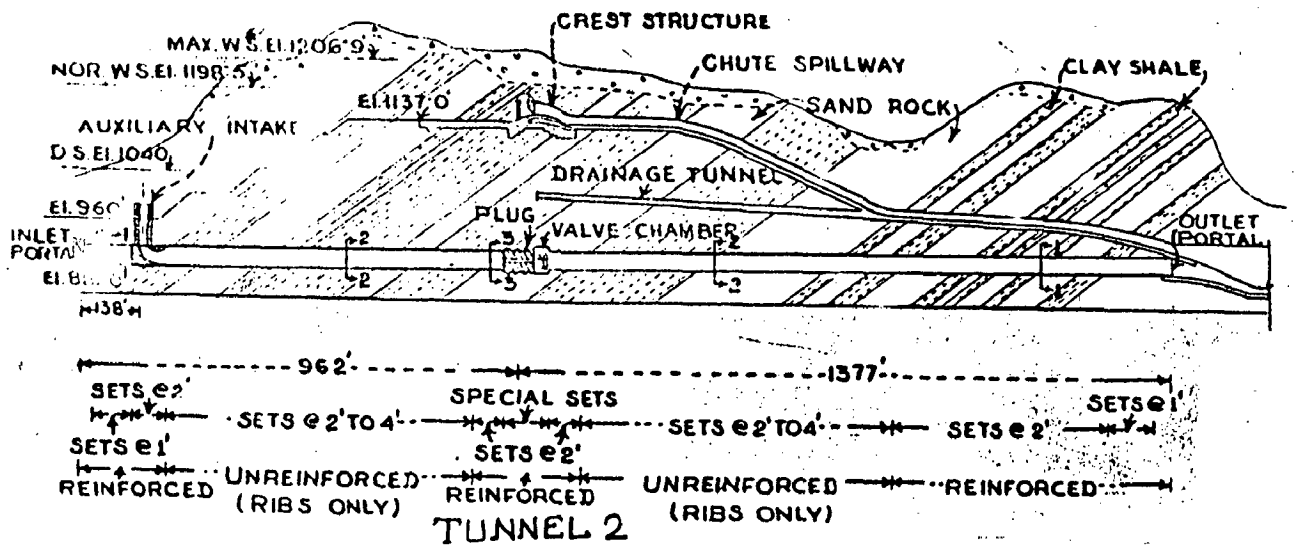 CREST STRUCTURE
MAX. W S. El. 1206.9'
NOR. W S. El. 1198.5'
CHUTE SPILLWAY
CLAY SHALE
El. 1137.0'
SAND ROCK
AUXILIARY INTAKE
D S. El. 1040
DRAINAGE TUNNEL
El. 960'
PLUG
VALVE CHAMBER
INLET PORTAL
OUTLET PORTAL
1
2
3
2
1
2
3
2
1
138'
962'
1377'
SETS @ 2'
SPECIAL SETS
SETS @ 1'
SETS @ 2' TO 4'
SETS @ 2' TO 4'
SETS @ 2'
SETS @ 1'
SETS @ 2'
REINFORCED
UNREINFORCED
(RIBS ONLY)
REINFORCED
UNREINFORCED
(RIBS ONLY)
REINFORCED
TUNNEL 2